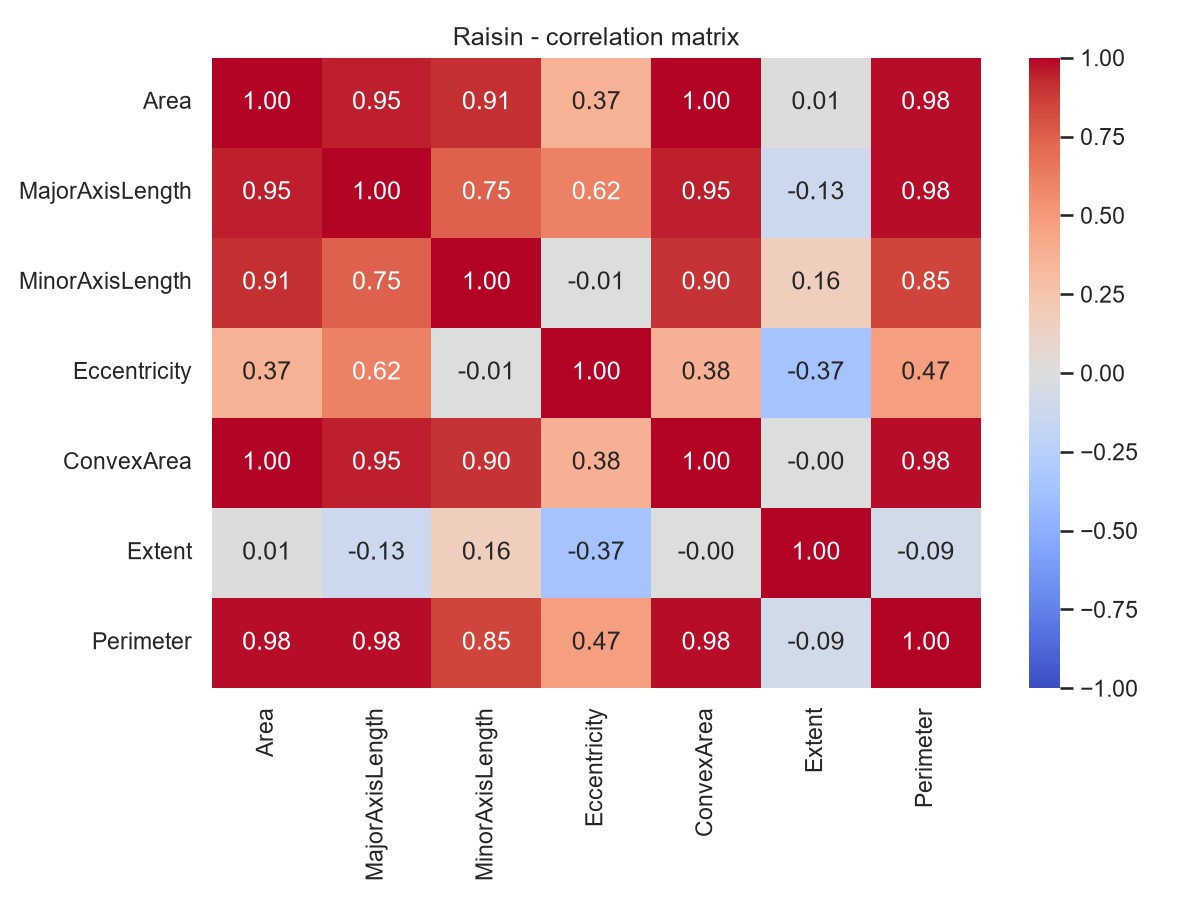 Raisin - correlation matrix
Area 1.00 0.95 0.91 0.37 1.00 0.01 0.98
MajorAxisLength 0.95 1.00 0.75 0.62 0.95 -0.13 0.98
MinorAxisLength 0.91 0.75 1.00 -0.01 0.90 0.16 0.85
Eccentricity 0.37 0.62 -0.01 1.00 0.38 -0.37 0.47
ConvexArea 1.00 0.95 0.90 0.38 1.00 -0.00 0.98
Extent 0.01 -0.13 0.16 -0.37 -0.00 1.00 -0.09
Perimeter 0.98 0.98 0.85 0.47 0.98 -0.09 1.00
Area
MajorAxisLength
MinorAxisLength
Eccentricity
ConvexArea
Extent
Perimeter
1.00
0.75
0.50
0.25
0.00
−0.25
−0.50
−0.75
−1.00